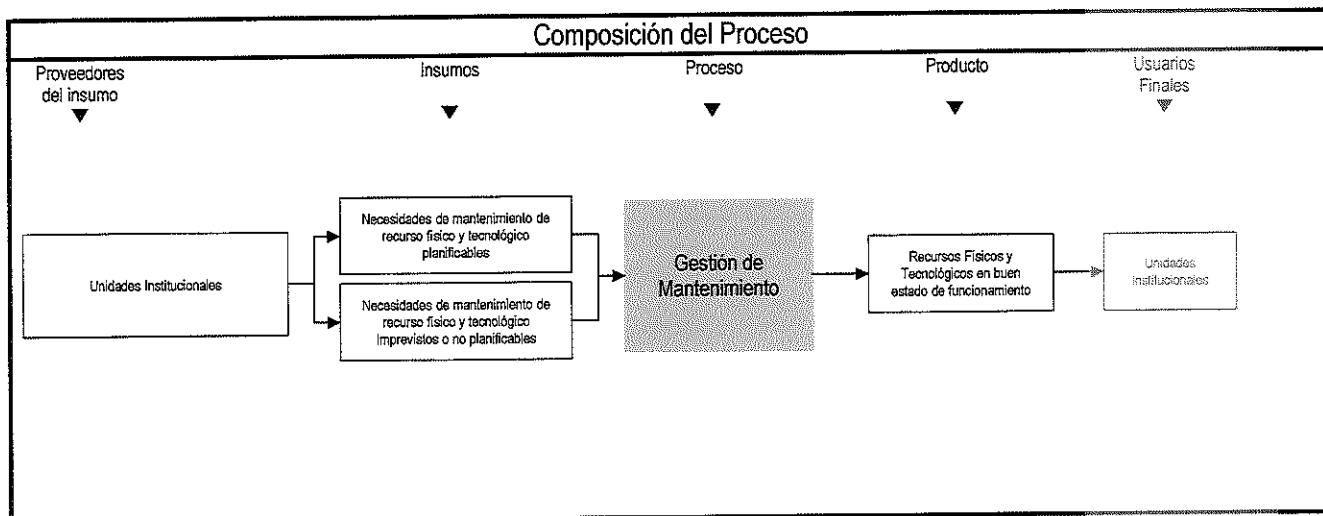 Composición del Proceso
Proveedores
del insumo
Insumos
Proceso
Producto
Usuarios
Finales
Unidades Institucionales
Necesidades de mantenimiento de
recurso físico y tecnológico
planificables
Necesidades de mantenimiento de
recurso físico y tecnológico
Imprevistos o no planificables
Gestión de
Mantenimiento
Recursos Físicos y
Tecnológicos en buen
estado de funcionamiento
Unidades
Institucionales